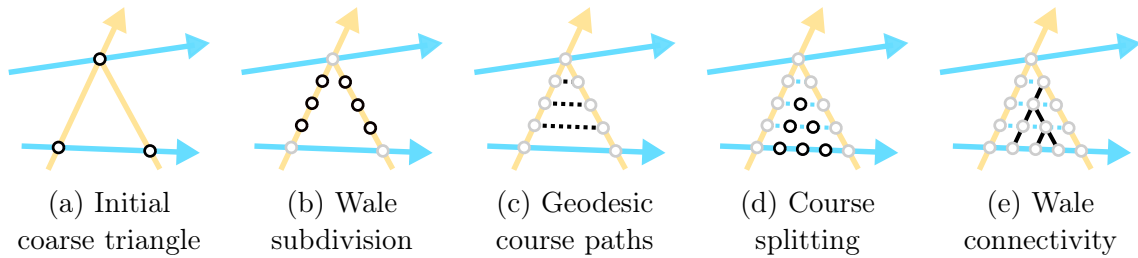 (a) Initial
coarse triangle
(b) Wale
subdivision
(c) Geodesic
course paths
(d) Course
splitting
(e) Wale
connectivity